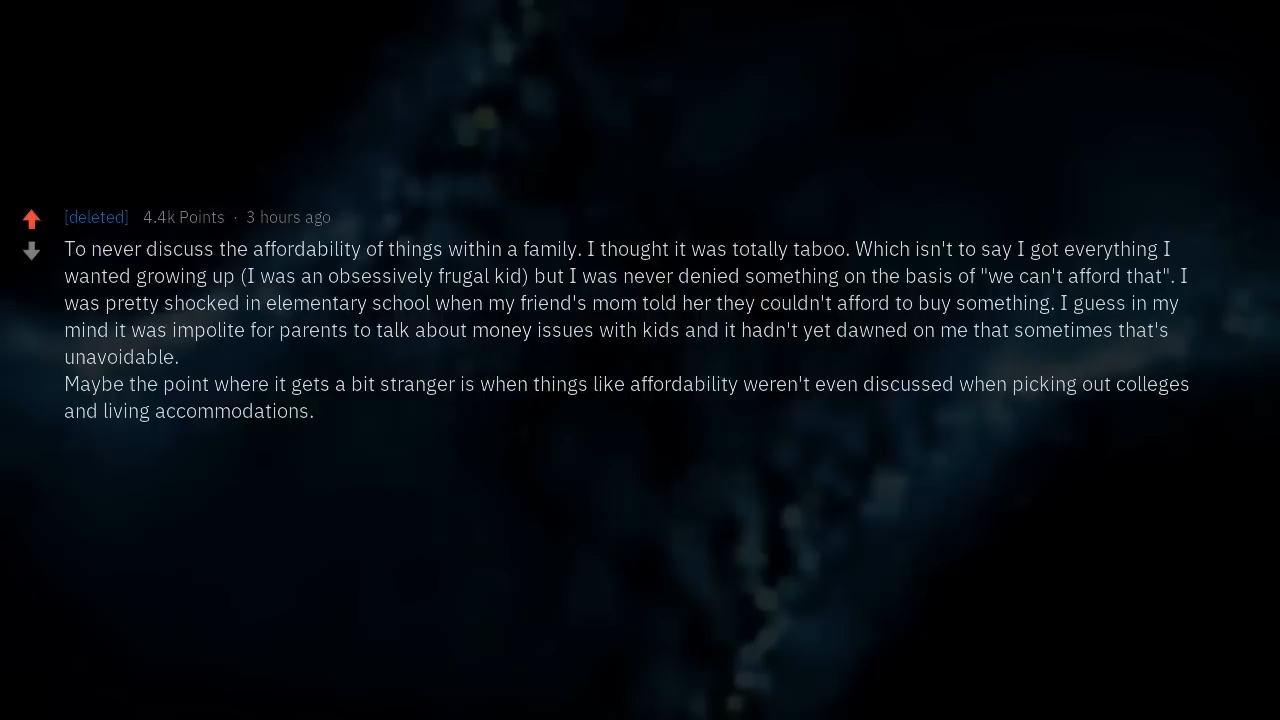 [deleted] 4.4k Points · 3 hours ago
To never discuss the affordability of things within a family. I thought it was totally taboo. Which isn't to say I got everything I
wanted growing up (I was an obsessively frugal kid) but I was never denied something on the basis of "we can't afford that". I
was pretty shocked in elementary school when my friend's mom told her they couldn't afford to buy something. I guess in my
mind it was impolite for parents to talk about money issues with kids and it hadn't yet dawned on me that sometimes that's
unavoidable.
Maybe the point where it gets a bit stranger is when things like affordability weren't even discussed when picking out colleges
and living accommodations.